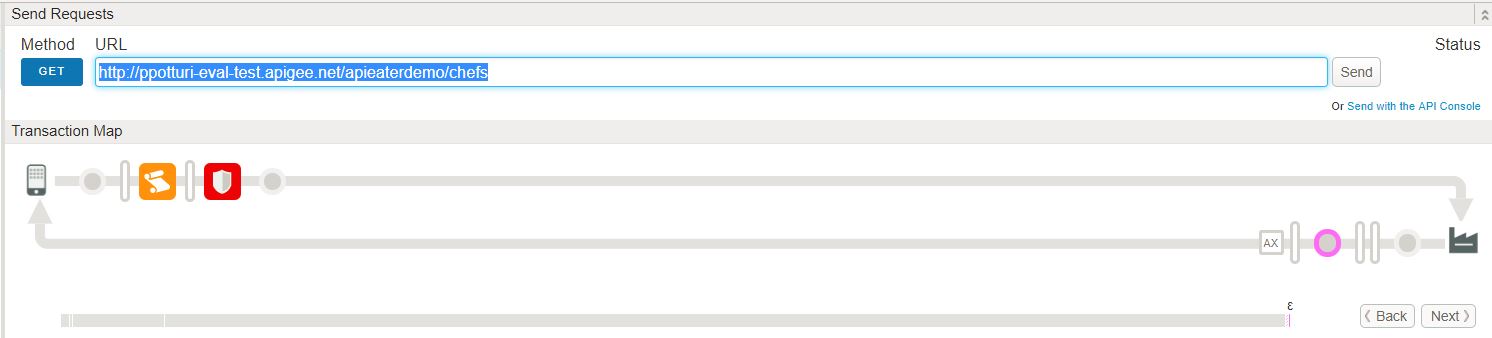 Send Requests
Method URL Status
GET http://ppotturi-eval-test.apigee.net/apieaterdemo/chefs Send
Or Send with the API Console
Transaction Map
AX
ε
Back Next